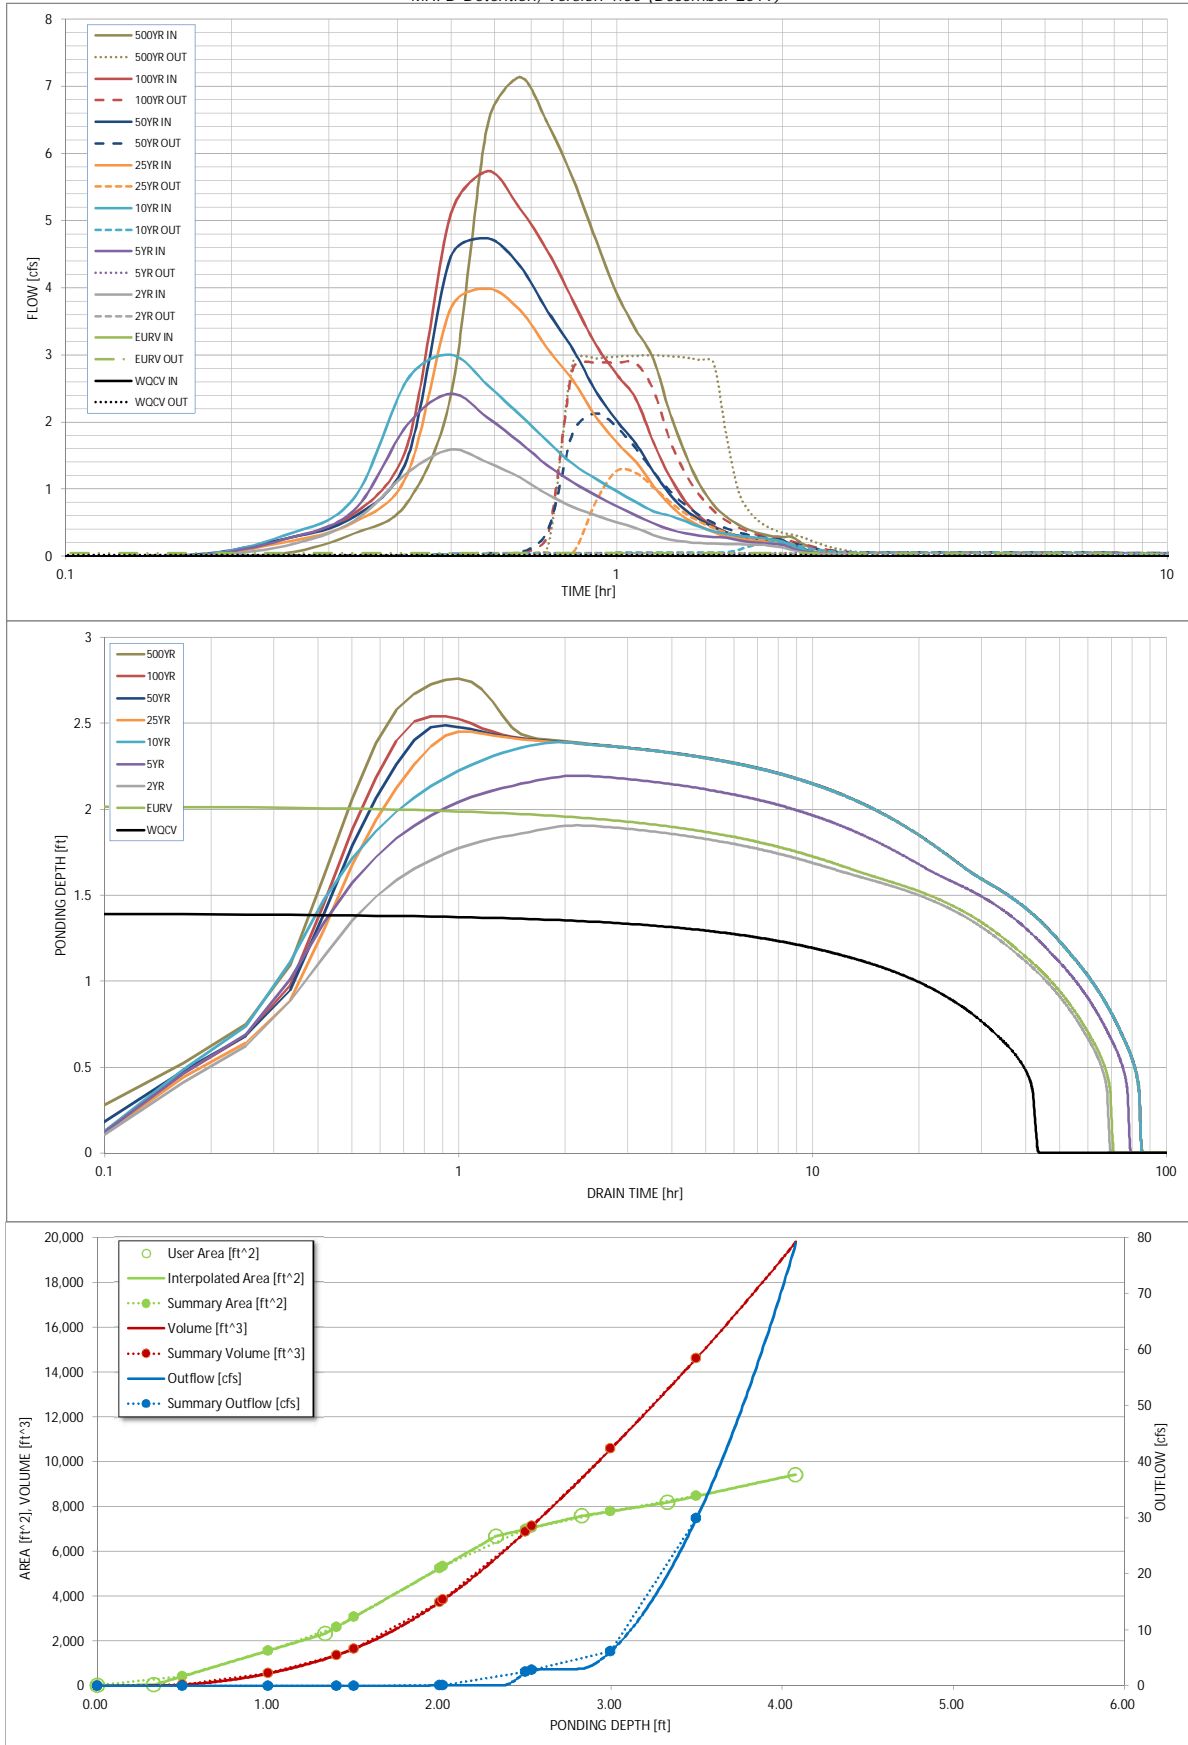 MHFD-Detention, Version 4.00 (December 2019)
8
7
6
5
4
3
2
1
0
FLOW [cfs]
500YR IN
500YR OUT
100YR IN
100YR OUT
50YR IN
50YR OUT
25YR IN
25YR OUT
10YR IN
10YR OUT
5YR IN
5YR OUT
2YR IN
2YR OUT
EURV IN
EURV OUT
WQCV IN
WQCV OUT
0.1
1
10
TIME [hr]
3
2.5
2
1.5
1
0.5
0
PONDING DEPTH [ft]
500YR
100YR
50YR
25YR
10YR
5YR
2YR
EURV
WQCV
0.1
1
10
100
DRAIN TIME [hr]
20,000
18,000
16,000
14,000
12,000
10,000
8,000
6,000
4,000
2,000
0
AREA [ft^2], VOLUME [ft^3]
User Area [ft^2]
Interpolated Area [ft^2]
Summary Area [ft^2]
Volume [ft^3]
Summary Volume [ft^3]
Outflow [cfs]
Summary Outflow [cfs]
80
70
60
50
40
30
20
10
0
OUTFLOW [cfs]
0.00
1.00
2.00
3.00
4.00
5.00
6.00
PONDING DEPTH [ft]